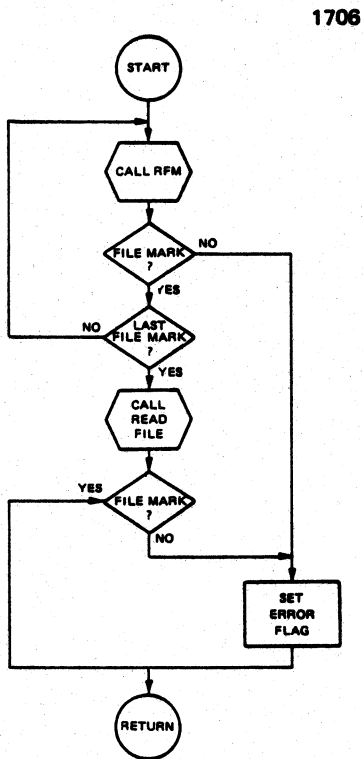 1706
START
CALL RFM
FILE MARK
?
NO
YES
LAST
FILE MARK
?
NO
YES
CALL
READ
FILE
FILE MARK
?
YES
NO
SET
ERROR
FLAG
RETURN